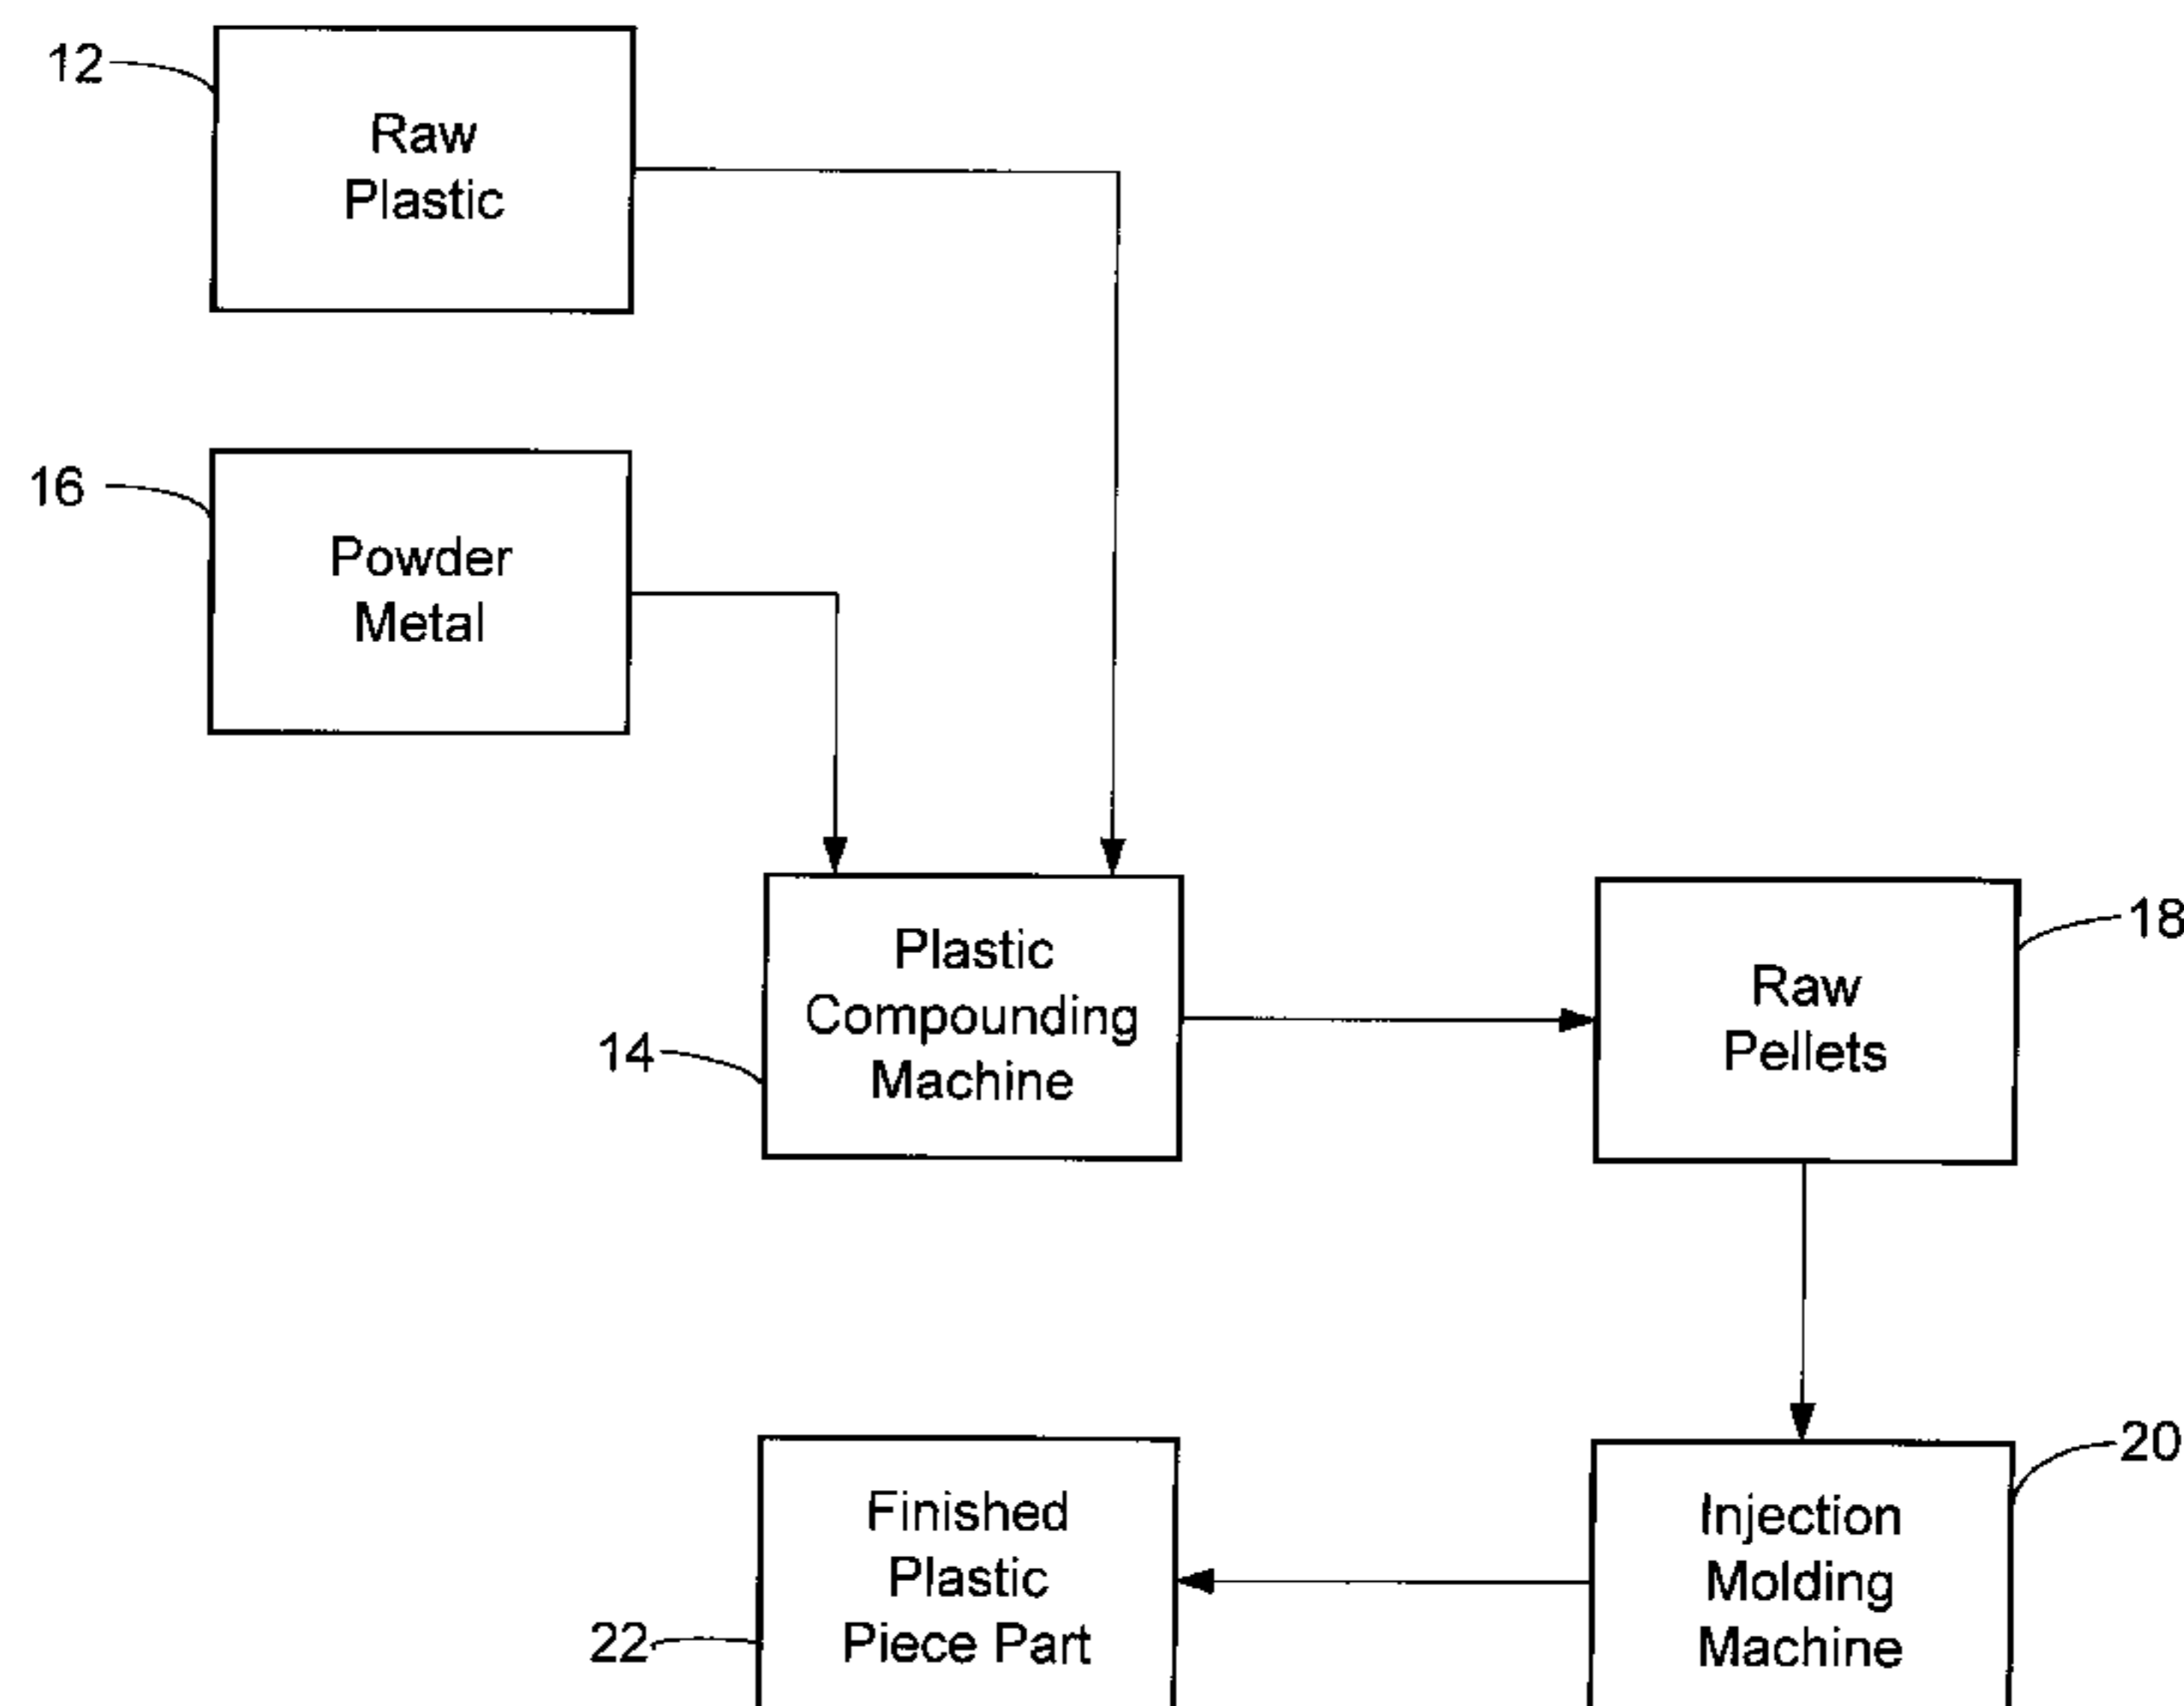 12
Raw
Plastic
16
Powder
Metal
Plastic
Compounding
Machine
14
Raw
Pellets
18
Finished
Plastic
Piece Part
22
Injection
Molding
Machine
20